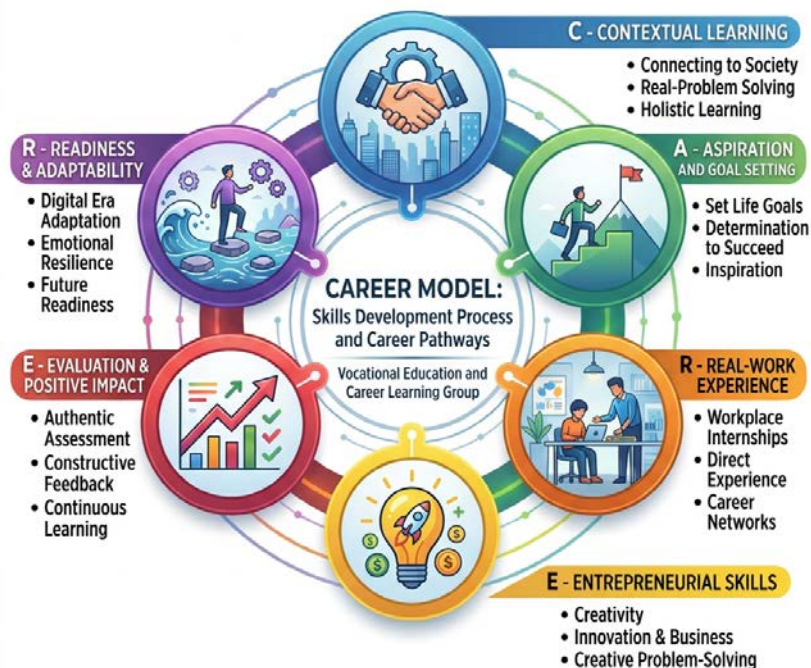 C - CONTEXTUAL LEARNING
• Connecting to Society
• Real-Problem Solving
• Holistic Learning
A - ASPIRATION
AND GOAL SETTING
• Set Life Goals
• Determination
to Succeed
• Inspiration
R - REAL-WORK
EXPERIENCE
• Workplace
Internships
• Direct
Experience
• Career
Networks
E - ENTREPRENEURIAL SKILLS
• Creativity
• Innovation & Business
• Creative Problem-Solving
E - EVALUATION &
POSITIVE IMPACT
• Authentic
Assessment
• Constructive
Feedback
• Continuous
Learning
R - READINESS
& ADAPTABILITY
• Digital Era
Adaptation
• Emotional
Resilience
• Future
Readiness
CAREER MODEL:
Skills Development Process
and Career Pathways
Vocational Education and
Career Learning Group
$
$
$
$